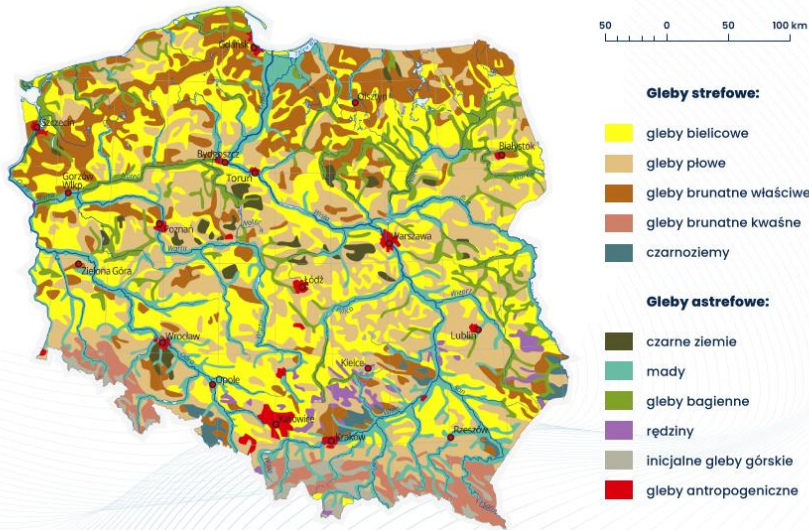 50 0 50 100 km
Gleby strefowe:
gleby bielicowe
gleby płowe
gleby brunatne właściwe
gleby brunatne kwaśne
czarnoziemy
Gleby astrefowe:
czarne ziemie
mady
gleby bagienne
rędziny
inicjalne gleby górskie
gleby antropogeniczne
Gdańsk
Olsztyn
Szczecin
Białystok
Bydgoszcz
Toruń
Gorzów
Wlkp
Poznań
Warszawa
Warta
Zielona Góra
Łódź
Wieprz
Wrocław
Lublin
Kielce
Opole
Katowice
Kraków
Rzeszów